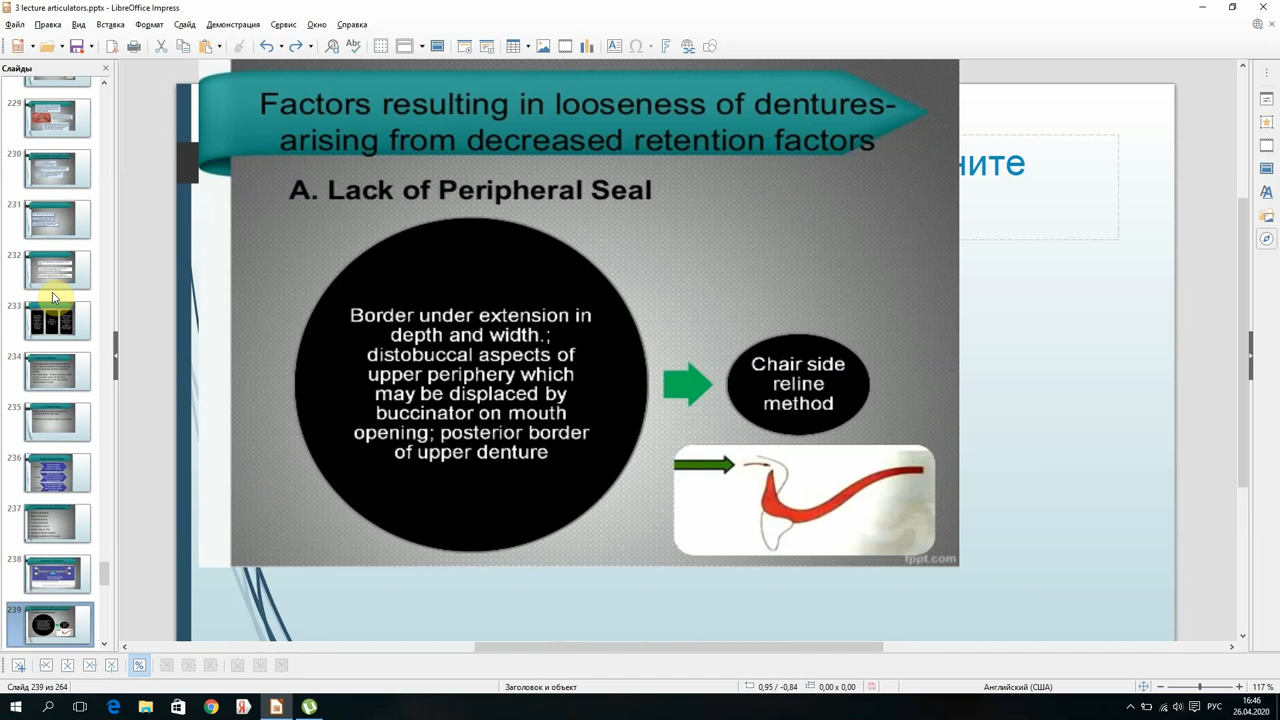 3 lecture articulators.pptx - LibreOffice Impress
Файл Правка Вид Вставка Формат Слайд Демонстрация Сервис Окно Справка
Слайды
229
230
231
232
233
234
235
236
237
238
239
Factors resulting in looseness of dentures-
arising from decreased retention factors
ните
A. Lack of Peripheral Seal
Border under extension in
depth and width.;
distobuccal aspects of
upper periphery which
may be displaced by
buccinator on mouth
opening; posterior border
of upper denture
Chair side
reline
method
fppt.com
Слайд 239 из 264
Заголовок и объект
0,95 / -0,84
0,00 x 0,00
Английский (США)
117 %
РУС
16:46
26.04.2020